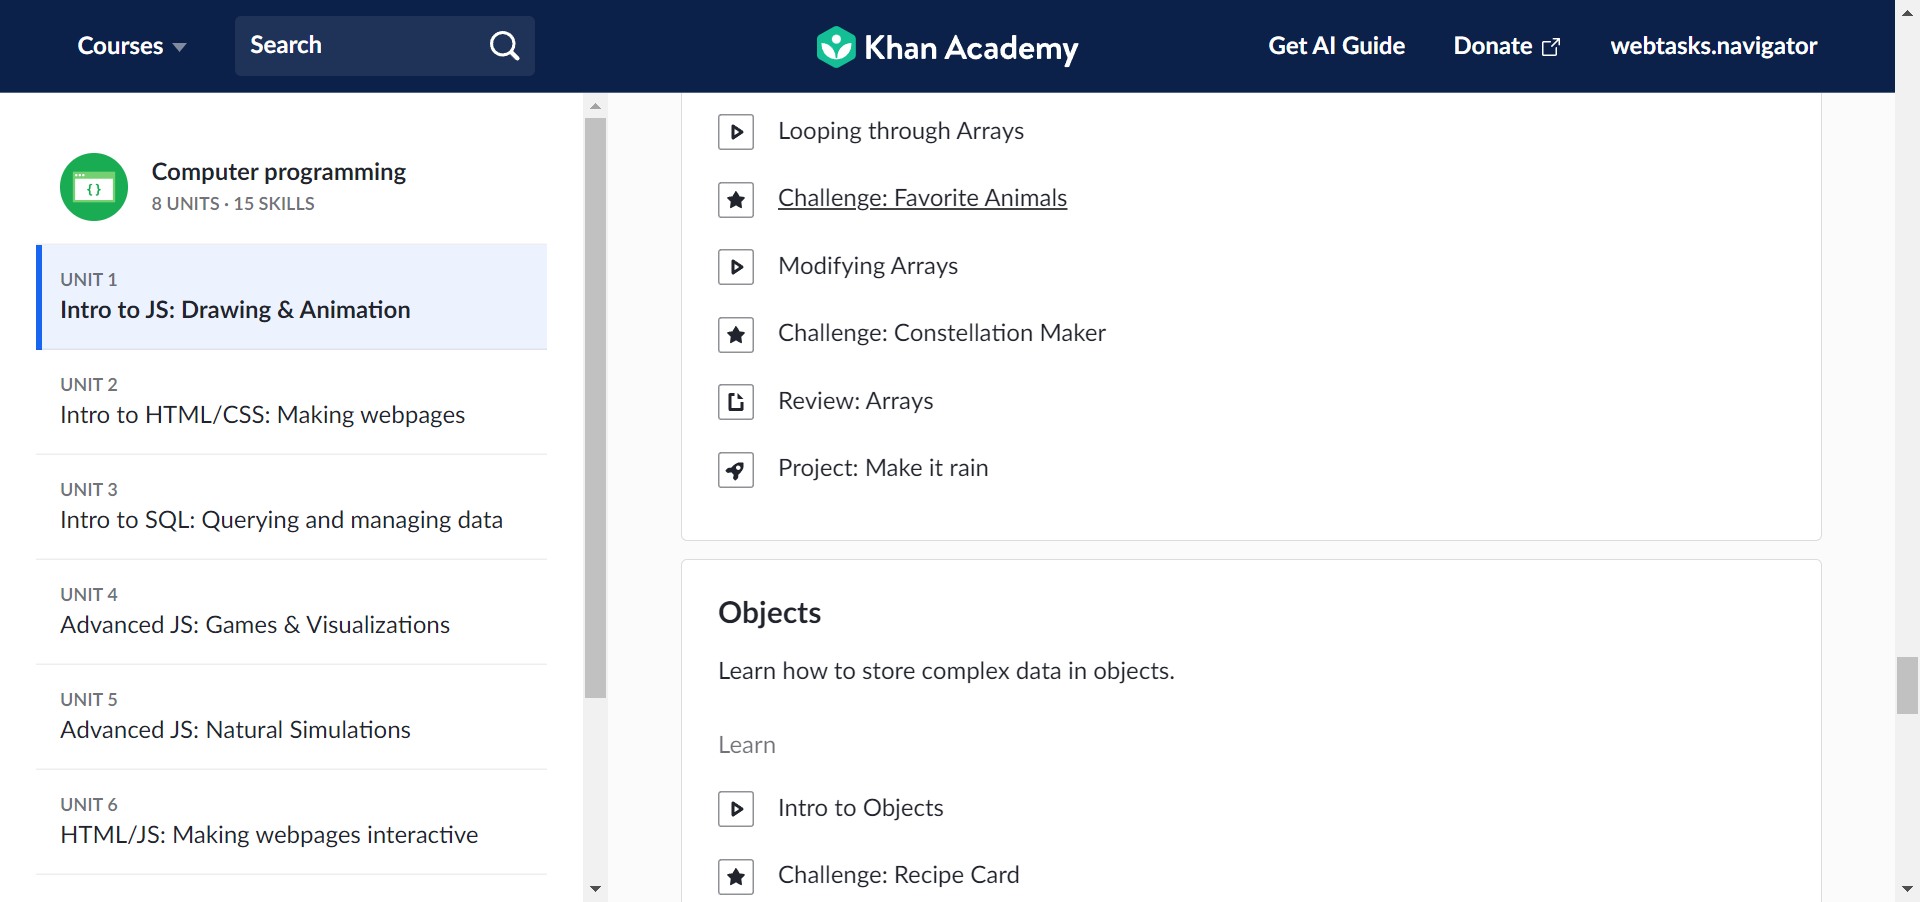 Courses
Search
Khan Academy
Get AI Guide
Donate
webtasks.navigator
Computer programming
8 UNITS · 15 SKILLS
UNIT 1
Intro to JS: Drawing & Animation
UNIT 2
Intro to HTML/CSS: Making webpages
UNIT 3
Intro to SQL: Querying and managing data
UNIT 4
Advanced JS: Games & Visualizations
UNIT 5
Advanced JS: Natural Simulations
UNIT 6
HTML/JS: Making webpages interactive
Looping through Arrays
Challenge: Favorite Animals
Modifying Arrays
Challenge: Constellation Maker
Review: Arrays
Project: Make it rain
Objects
Learn how to store complex data in objects.
Learn
Intro to Objects
Challenge: Recipe Card